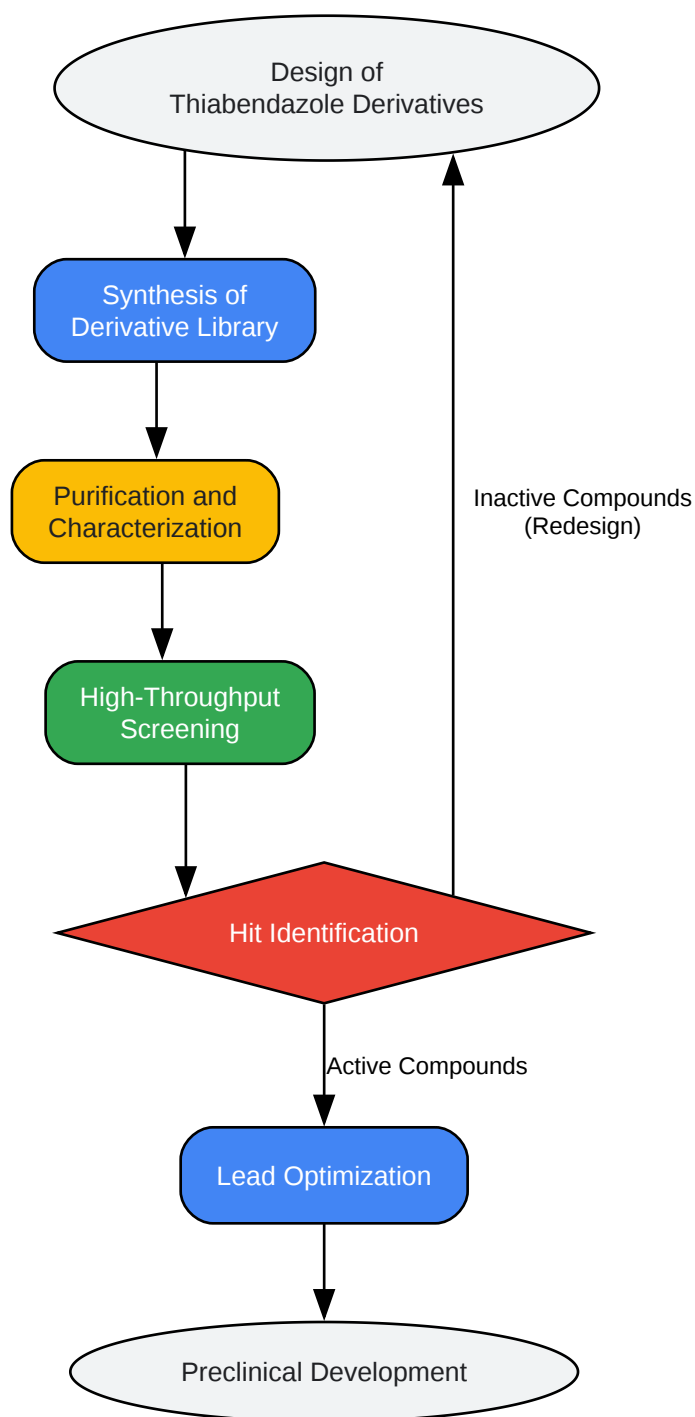 Design of
Thiabendazole Derivatives
Synthesis of
Derivative Library
Purification and
Characterization
Inactive Compounds
(Redesign)
High-Throughput
Screening
Hit Identification
Active Compounds
Lead Optimization
Preclinical Development